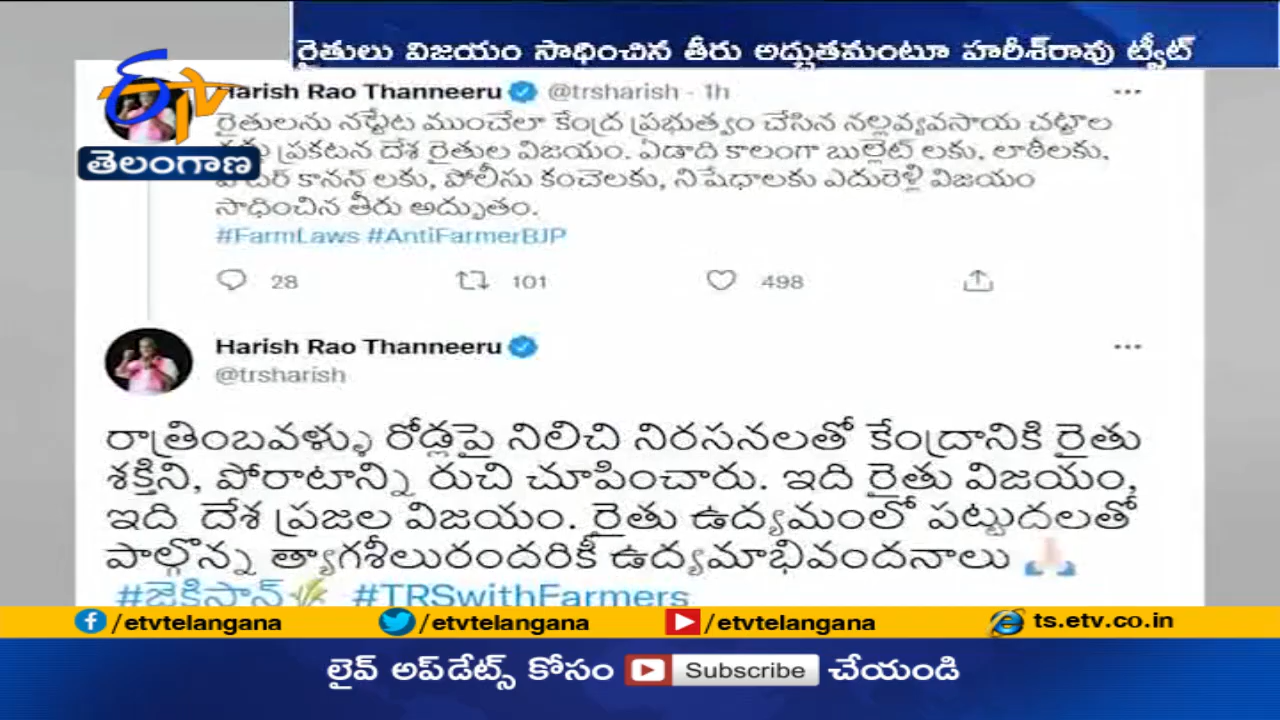 రైతులు విజయం సాధించిన తీరు అద్భుతమంటూ హరీశ్‌రావు ట్వీట్
ETV
తెలంగాణ
Harish Rao Thanneeru @trsharish - 1h
రైతులను నష్టేట ముంచేలా కేంద్ర ప్రభుత్వం చేసిన నల్లవ్యవసాయ చట్టాల
ప్రకటన దేశ రైతుల విజయం. ఏడాది కాలంగా బుల్లెట్ లకు, లాఠీలకు,
కానన్ లకు, పోలీసు కంచెలకు, నిషేధాలకు ఎదురెళ్లి విజయం
సాధించిన తీరు అద్భుతం.
#FarmLaws #AntiFarmerBJP
28 101 498
Harish Rao Thanneeru
@trsharish
రాత్రింబవళ్ళు రోడ్లపై నిలిచి నిరసనలతో కేంద్రానికి రైతు
శక్తిని, పోరాటాన్ని రుచి చూపించారు. ఇది రైతు విజయం,
ఇది దేశ ప్రజల విజయం. రైతు ఉద్యమంలో పట్టుదలతో
పాల్గొన్న త్యాగశీలురందరికీ ఉద్యమాభివందనాలు 🙏🏻
#జైకిసాన్🌾 #TRSwithFarmers
/etvtelangana /etvtelangana /etvtelangana ts.etv.co.in
లైవ్ అప్‌డేట్స్ కోసం Subscribe చేయండి